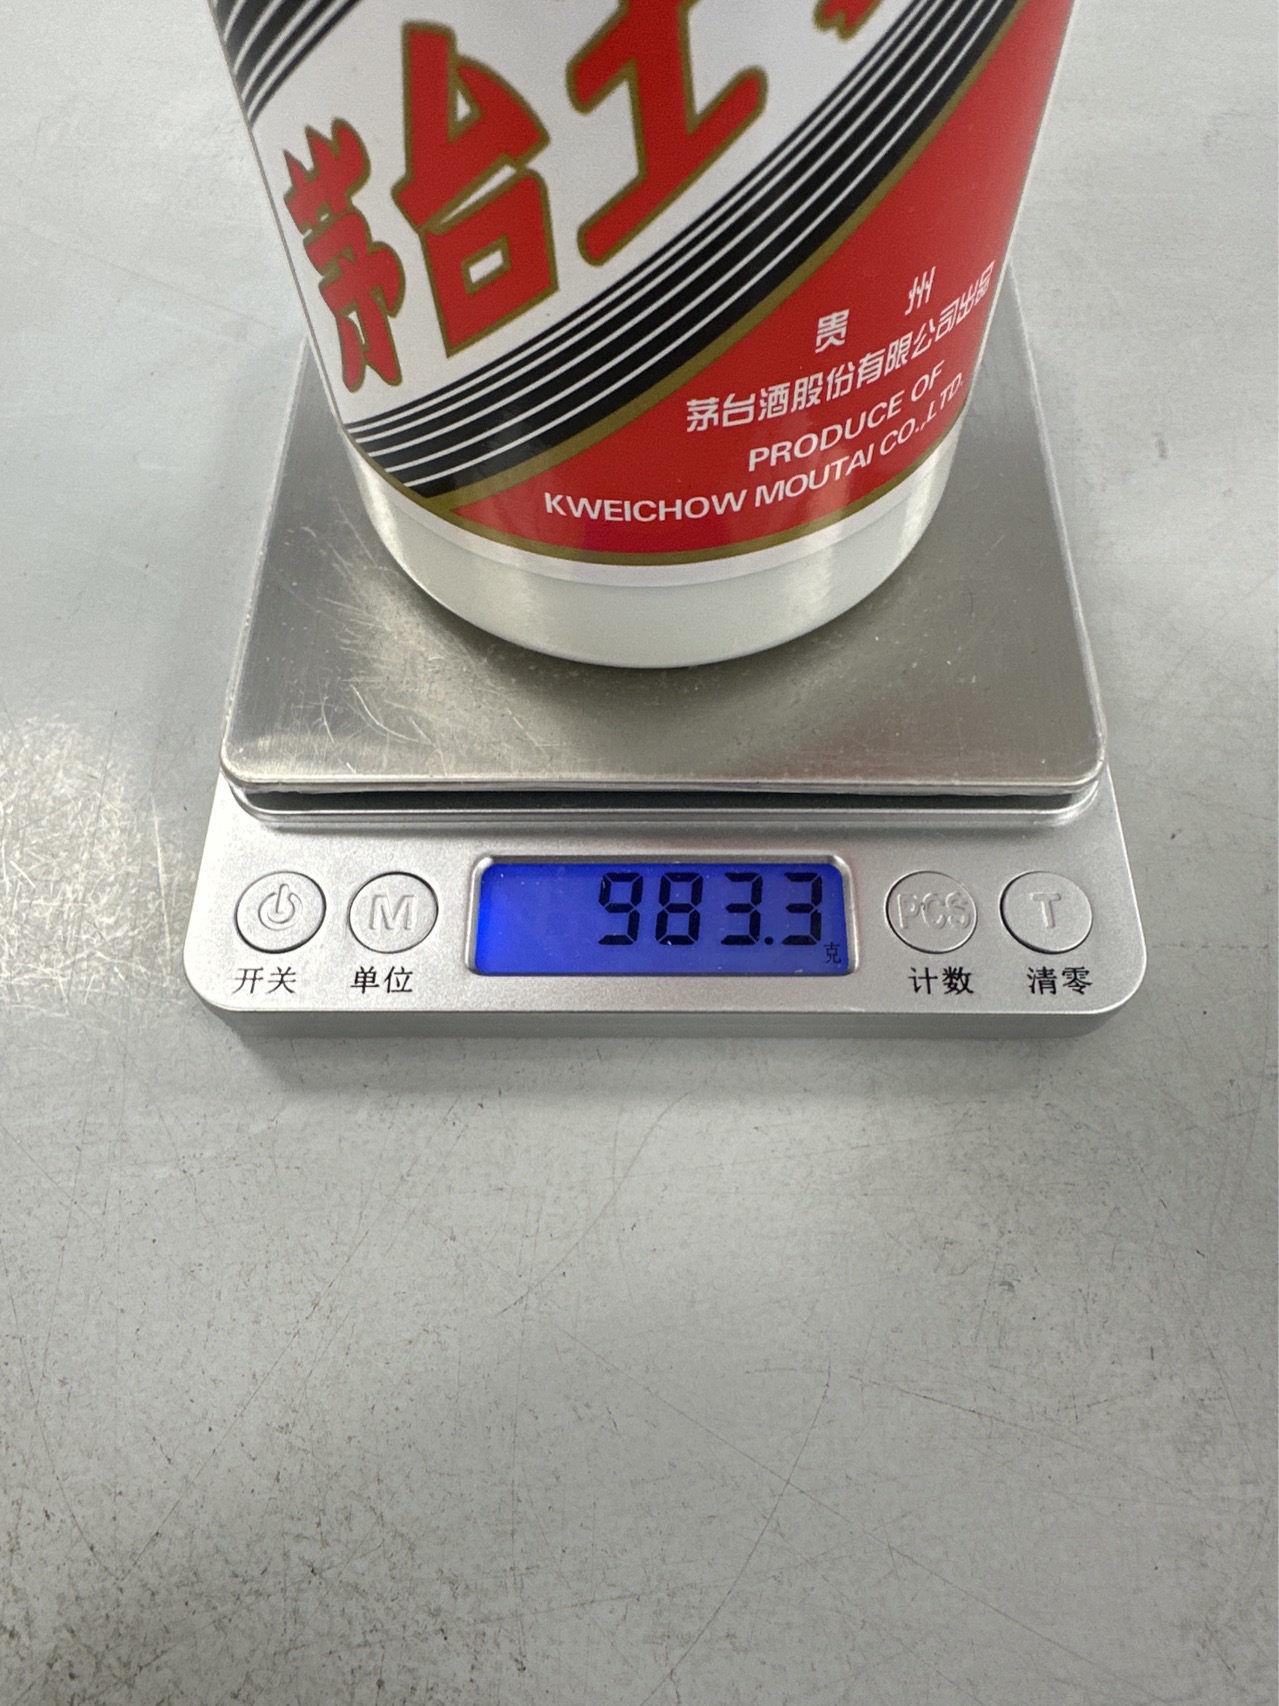 茅台王
贵州
茅台酒股份有限公司出品
PRODUCE OF
KWEICHOW MOUTAI CO.,LTD.
983.3
克
M
PCS
T
开关
单位
计数
清零